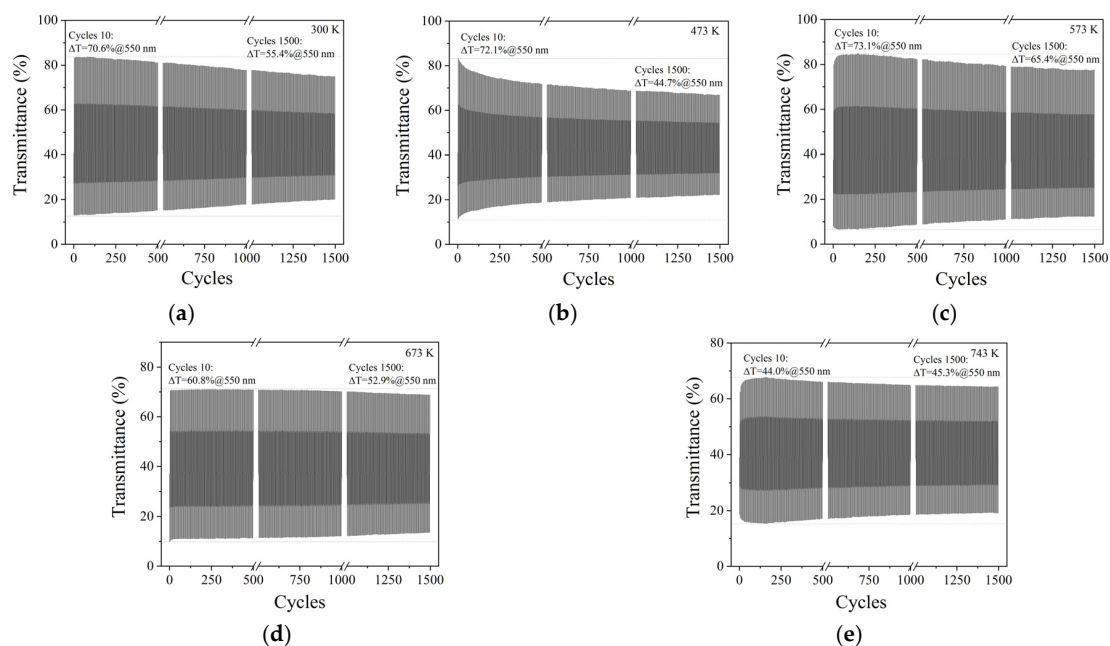 100
300 K
Cycles 10:
ΔT=70.6%@550 nm
Cycles 1500:
ΔT=55.4%@550 nm
80
60
40
20
0
Transmittance (%)
0 250 500 1000 1250 1500
Cycles
(a)
100
473 K
Cycles 10:
ΔT=72.1%@550 nm
Cycles 1500:
ΔT=44.7%@550 nm
80
60
40
20
0
Transmittance (%)
0 250 500 1000 1250 1500
Cycles
(b)
100
573 K
Cycles 10:
ΔT=73.1%@550 nm
Cycles 1500:
ΔT=65.4%@550 nm
80
60
40
20
0
Transmittance (%)
0 250 500 1000 1250 1500
Cycles
(c)
673 K
Cycles 10:
ΔT=60.8%@550 nm
Cycles 1500:
ΔT=52.9%@550 nm
80
60
40
20
0
Transmittance (%)
0 250 500 1000 1250 1500
Cycles
(d)
743 K
Cycles 10:
ΔT=44.0%@550 nm
Cycles 1500:
ΔT=45.3%@550 nm
80
60
40
20
0
Transmittance (%)
0 250 500 1000 1250 1500
Cycles
(e)